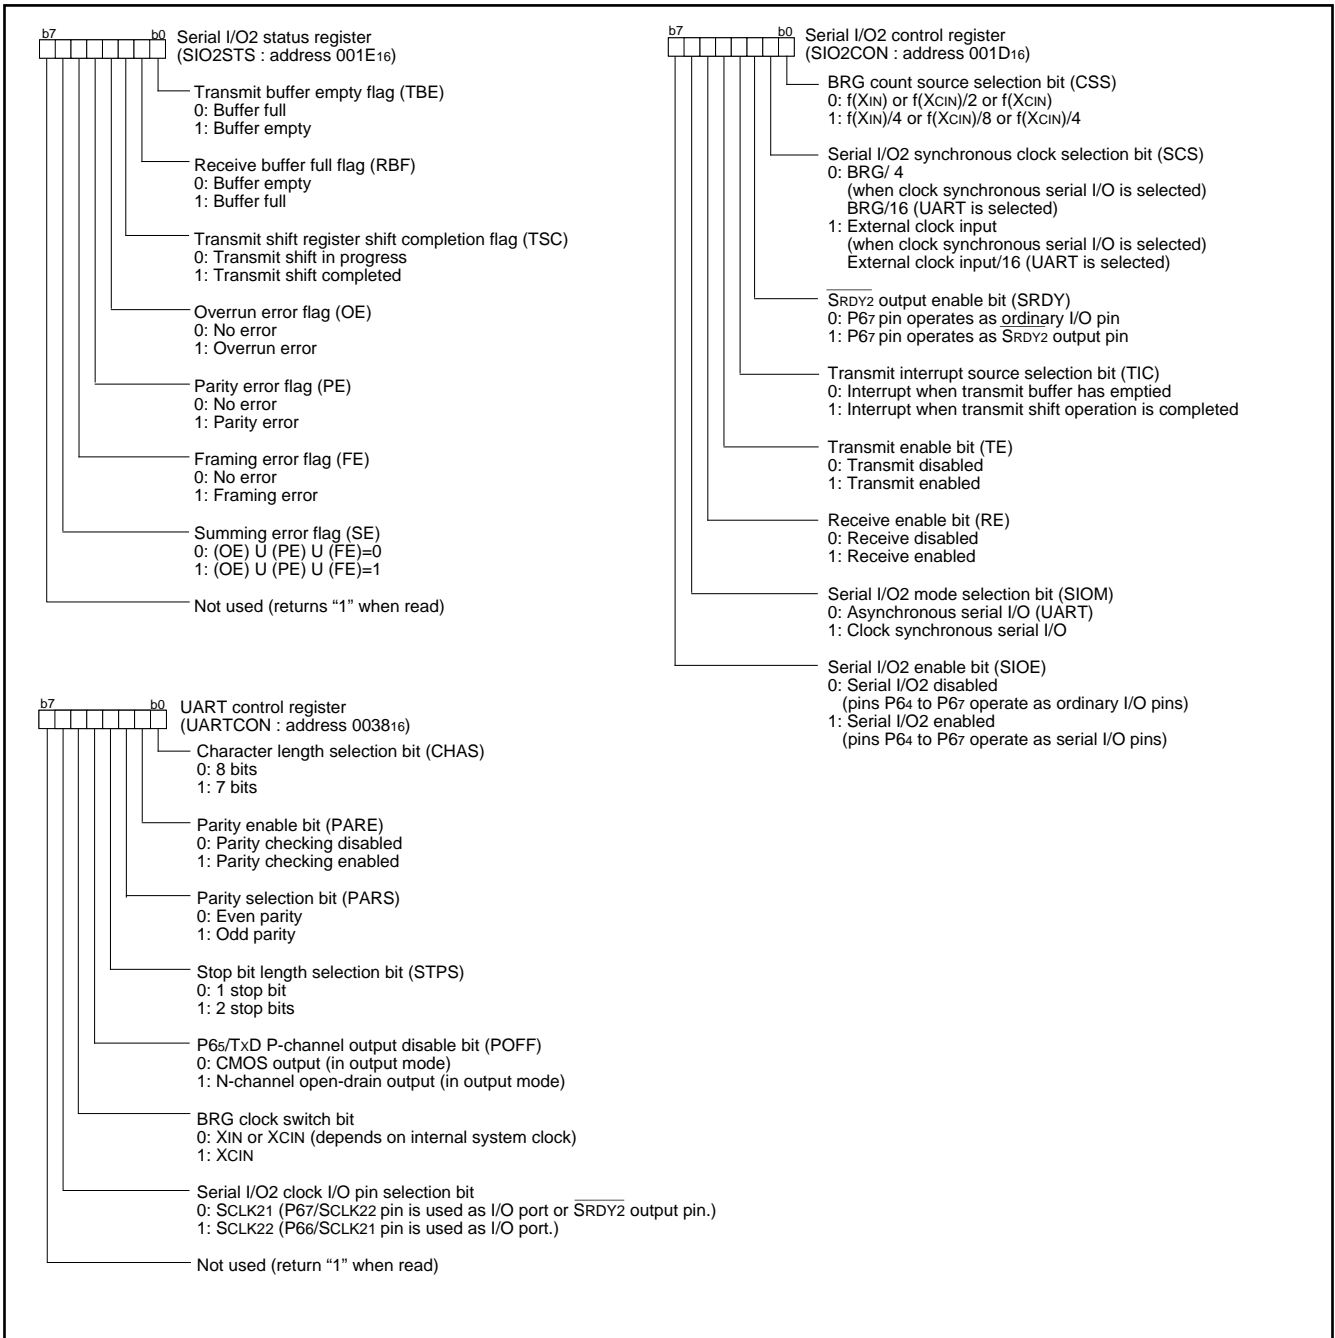 b7 b0 Serial I/O2 status register
(SIO2STS : address 001E16)
Transmit buffer empty flag (TBE)
0: Buffer full
1: Buffer empty
Receive buffer full flag (RBF)
0: Buffer empty
1: Buffer full
Transmit shift register shift completion flag (TSC)
0: Transmit shift in progress
1: Transmit shift completed
Overrun error flag (OE)
0: No error
1: Overrun error
Parity error flag (PE)
0: No error
1: Parity error
Framing error flag (FE)
0: No error
1: Framing error
Summing error flag (SE)
0: (OE) U (PE) U (FE)=0
1: (OE) U (PE) U (FE)=1
Not used (returns “1” when read)
b7 b0 UART control register
(UARTCON : address 003816)
Character length selection bit (CHAS)
0: 8 bits
1: 7 bits
Parity enable bit (PARE)
0: Parity checking disabled
1: Parity checking enabled
Parity selection bit (PARS)
0: Even parity
1: Odd parity
Stop bit length selection bit (STPS)
0: 1 stop bit
1: 2 stop bits
P65/TXD P-channel output disable bit (POFF)
0: CMOS output (in output mode)
1: N-channel open-drain output (in output mode)
BRG clock switch bit
0: XIN or XCIN (depends on internal system clock)
1: XCIN
Serial I/O2 clock I/O pin selection bit
0: SCLK21 (P67/SCLK22 pin is used as I/O port or SRDY2 output pin.)
1: SCLK22 (P66/SCLK21 pin is used as I/O port.)
Not used (return “1” when read)
b7 b0 Serial I/O2 control register
(SIO2CON : address 001D16)
BRG count source selection bit (CSS)
0: f(XIN) or f(XCIN)/2 or f(XCIN)
1: f(XIN)/4 or f(XCIN)/8 or f(XCIN)/4
Serial I/O2 synchronous clock selection bit (SCS)
0: BRG/ 4
(when clock synchronous serial I/O is selected)
BRG/16 (UART is selected)
1: External clock input
(when clock synchronous serial I/O is selected)
External clock input/16 (UART is selected)
SRDY2 output enable bit (SRDY)
0: P67 pin operates as ordinary I/O pin
1: P67 pin operates as SRDY2 output pin
Transmit interrupt source selection bit (TIC)
0: Interrupt when transmit buffer has emptied
1: Interrupt when transmit shift operation is completed
Transmit enable bit (TE)
0: Transmit disabled
1: Transmit enabled
Receive enable bit (RE)
0: Receive disabled
1: Receive enabled
Serial I/O2 mode selection bit (SIOM)
0: Asynchronous serial I/O (UART)
1: Clock synchronous serial I/O
Serial I/O2 enable bit (SIOE)
0: Serial I/O2 disabled
(pins P64 to P67 operate as ordinary I/O pins)
1: Serial I/O2 enabled
(pins P64 to P67 operate as serial I/O pins)